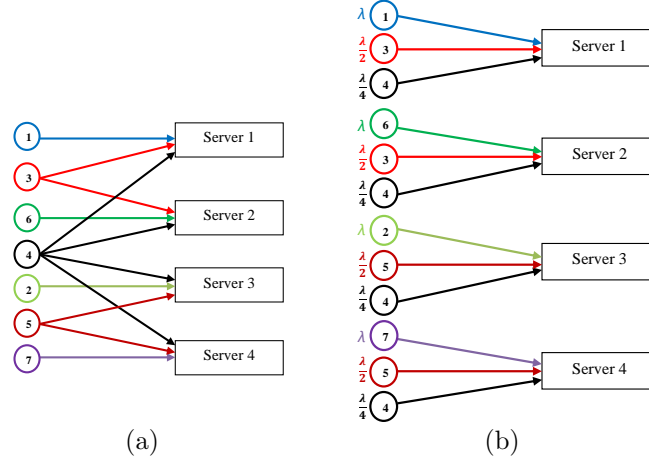 1
3
6
4
2
5
7
Server 1
Server 2
Server 3
Server 4
(a)
λ 1
λ/2 3
λ/4 4
Server 1
λ 6
λ/2 3
λ/4 4
Server 2
λ 2
λ/2 5
λ/4 4
Server 3
λ 7
λ/2 5
λ/4 4
Server 4
(b)